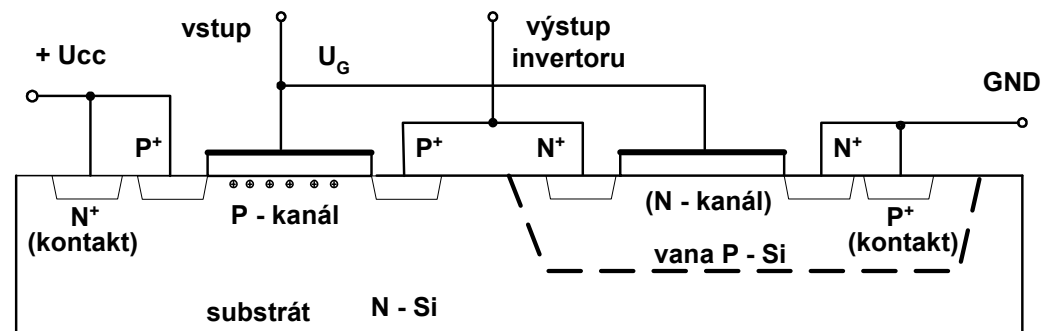 vstup
výstup
invertoru
+ Ucc
U_G
GND
P⁺
P⁺
N⁺
N⁺
N⁺
(kontakt)
P - kanál
(N - kanál)
P⁺
(kontakt)
vana P - Si
substrát
N - Si